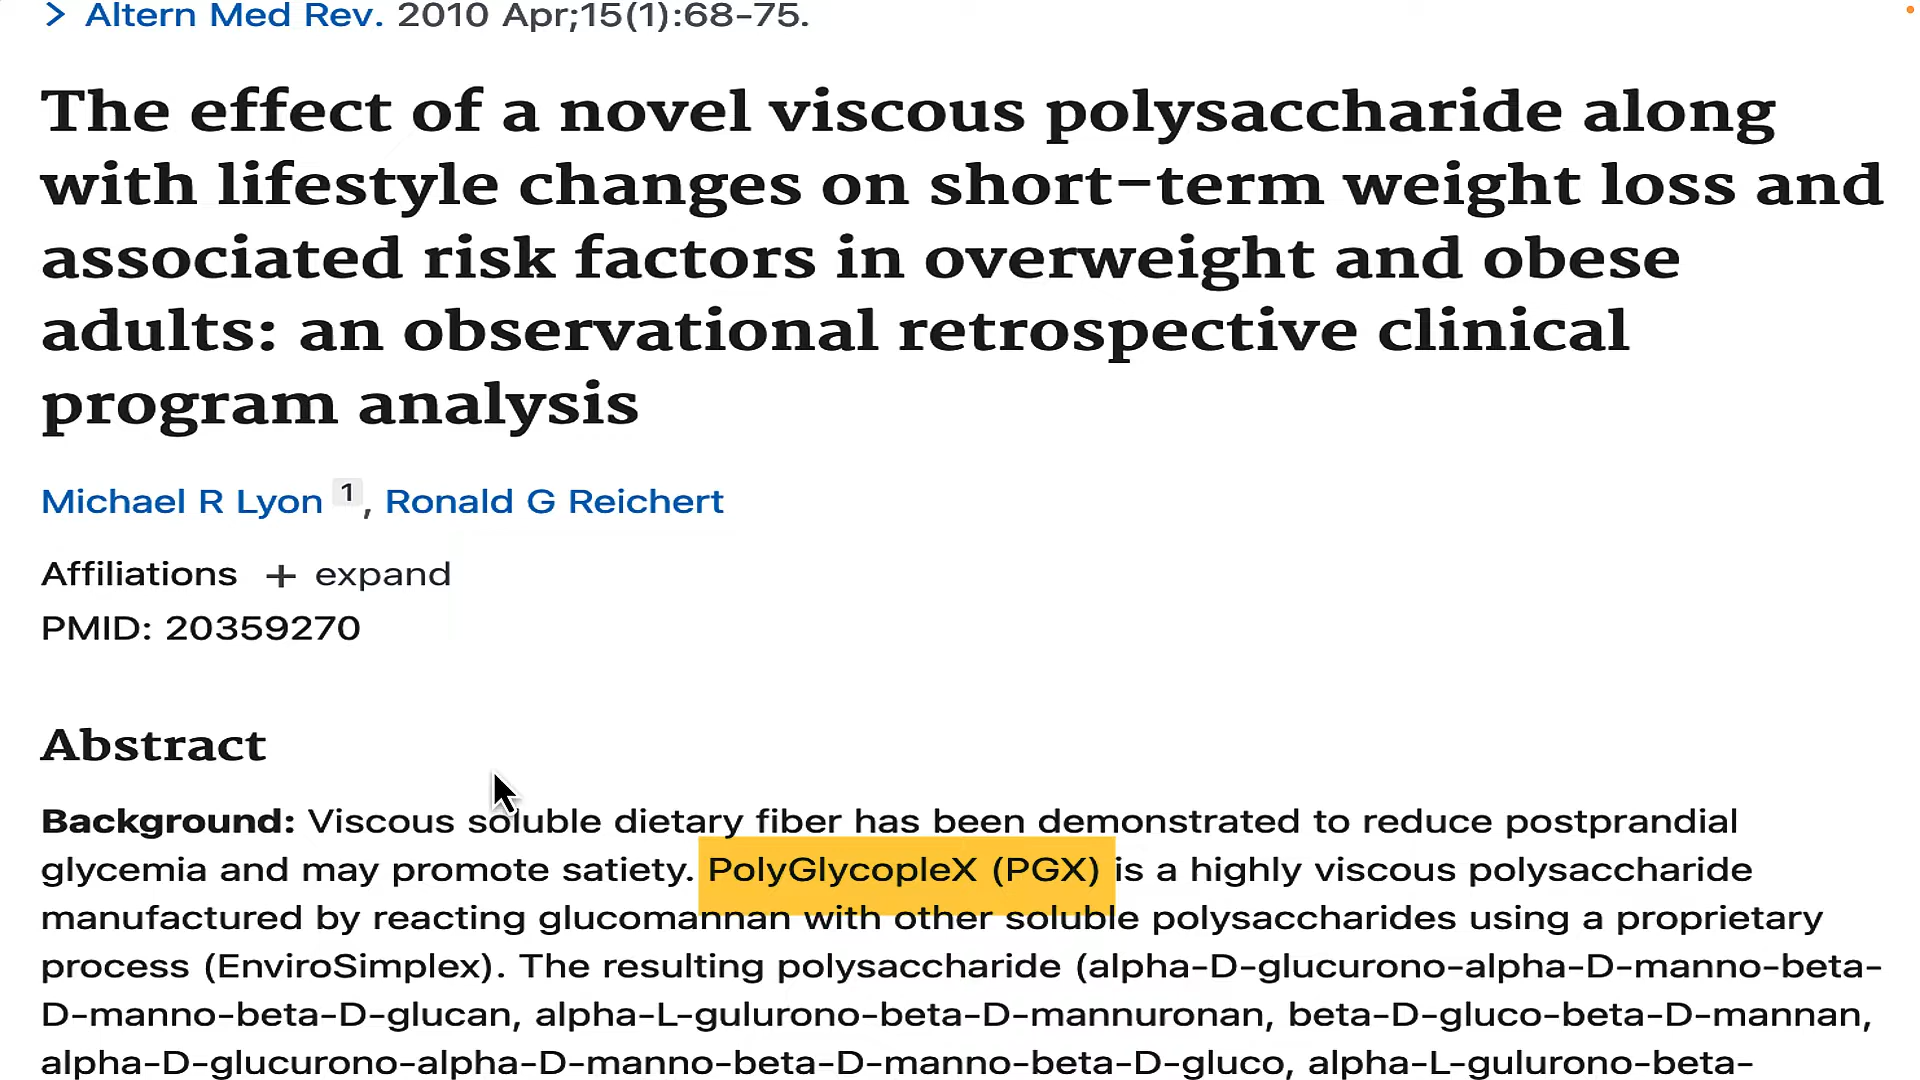 > Altern Med Rev. 2010 Apr;15(1):68-75.
The effect of a novel viscous polysaccharide along
with lifestyle changes on short-term weight loss and
associated risk factors in overweight and obese
adults: an observational retrospective clinical
program analysis
Michael R Lyon 1, Ronald G Reichert
Affiliations + expand
PMID: 20359270
Abstract
Background: Viscous soluble dietary fiber has been demonstrated to reduce postprandial
glycemia and may promote satiety. PolyGlycopleX (PGX) is a highly viscous polysaccharide
manufactured by reacting glucomannan with other soluble polysaccharides using a proprietary
process (EnviroSimplex). The resulting polysaccharide (alpha-D-glucurono-alpha-D-manno-beta-
D-manno-beta-D-glucan, alpha-L-gulurono-beta-D-mannuronan, beta-D-gluco-beta-D-mannan,
alpha-D-glucurono-alpha-D-manno-beta-D-manno-beta-D-gluco, alpha-L-gulurono-beta-